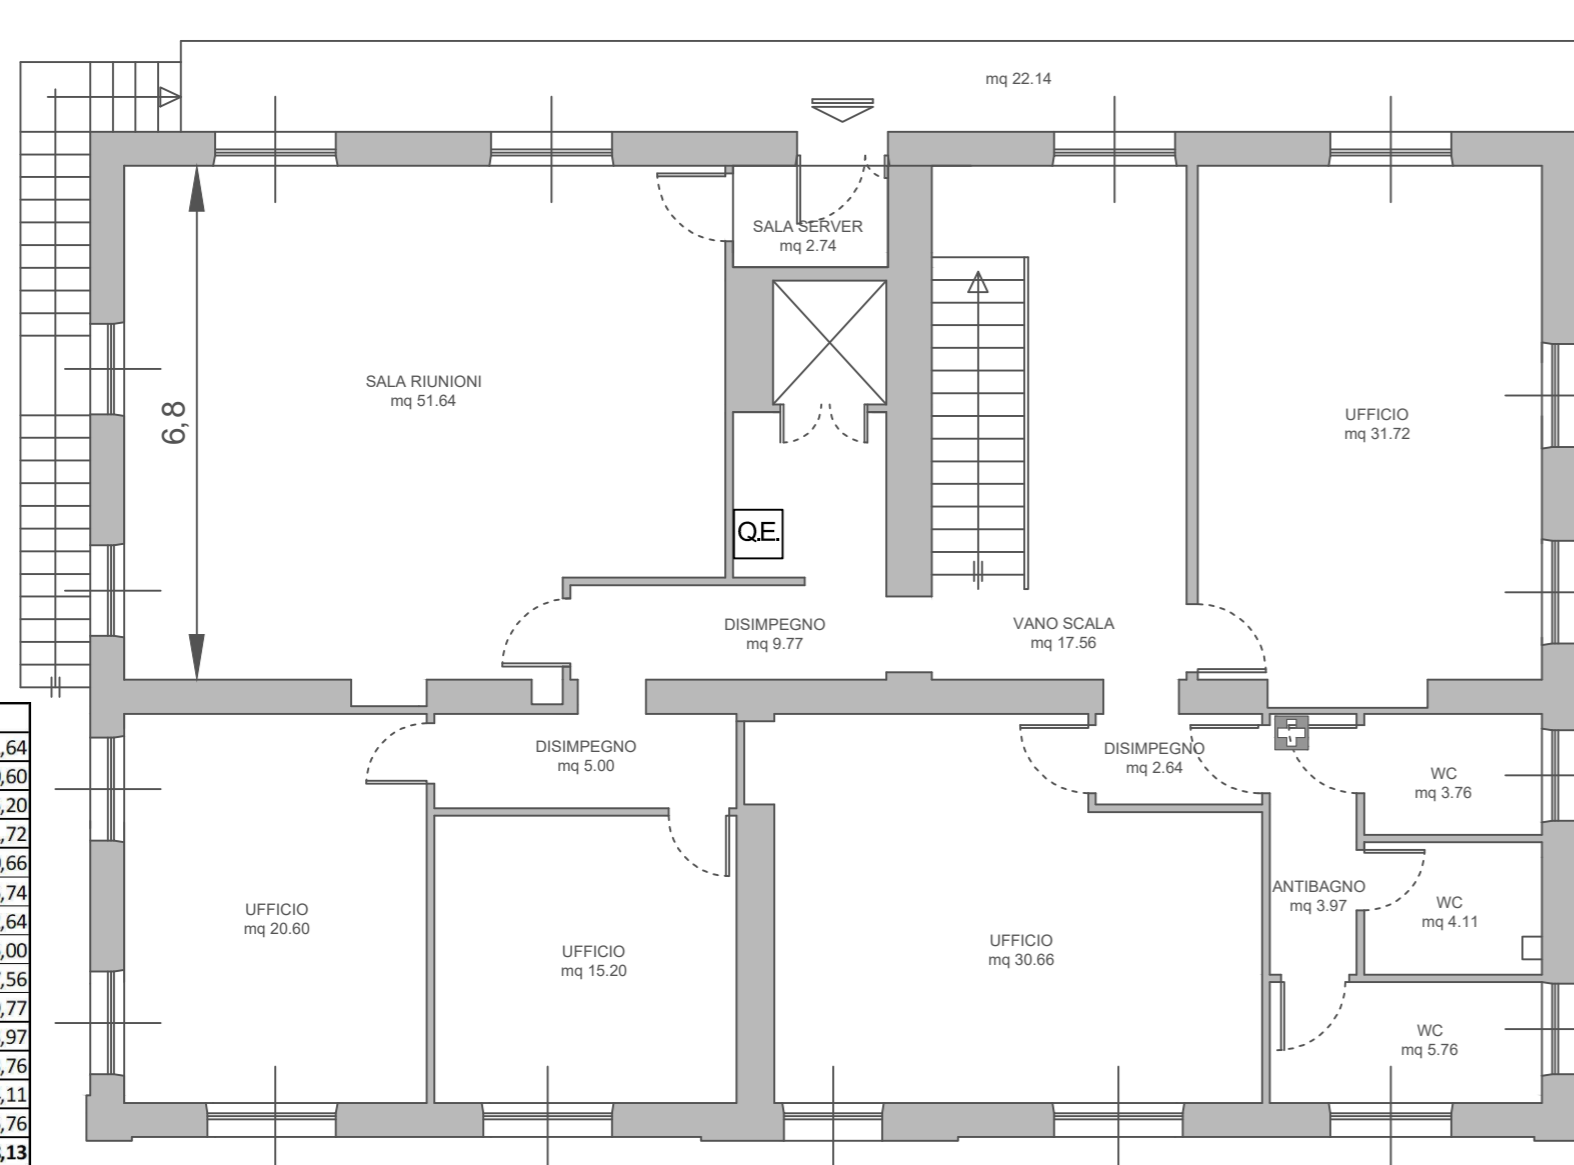 mq 22.14
SALA SERVER
mq 2.74
SALA RIUNIONI
mq 51.64
6,8
UFFICIO
mq 31.72
Q.E.
DISIMPEGNO
mq 9.77
VANO SCALA
mq 17.56
DISIMPEGNO
mq 5.00
DISIMPEGNO
mq 2.64
WC
mq 3.76
ANTIBAGNO
mq 3.97
WC
mq 4.11
UFFICIO
mq 20.60
UFFICIO
mq 15.20
UFFICIO
mq 30.66
WC
mq 5.76
,64
,60
,20
,72
,66
,74
,64
,00
,56
,77
,97
,76
,11
,76
,13